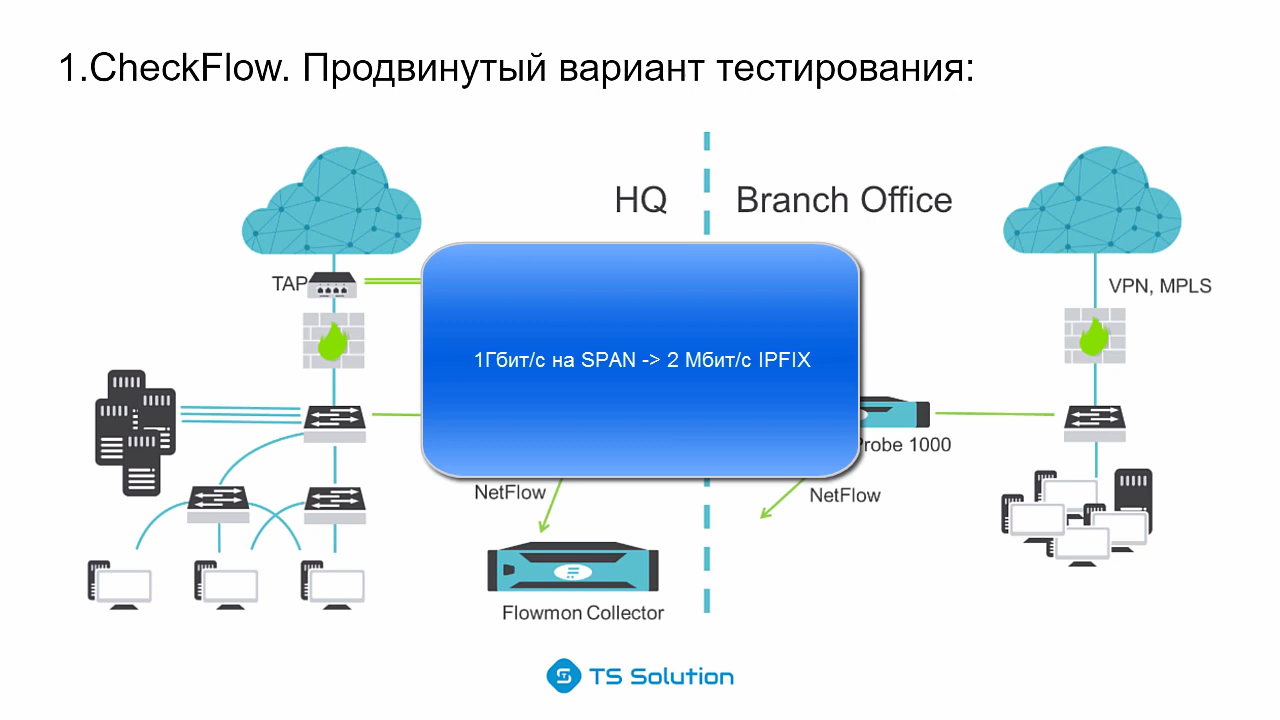 1.CheckFlow. Продвинутый вариант тестирования:
HQ
Branch Office
TAP
VPN, MPLS
1Гбит/с на SPAN -> 2 Мбит/с IPFIX
1000
NetFlow
NetFlow
Flowmon Collector
TS Solution